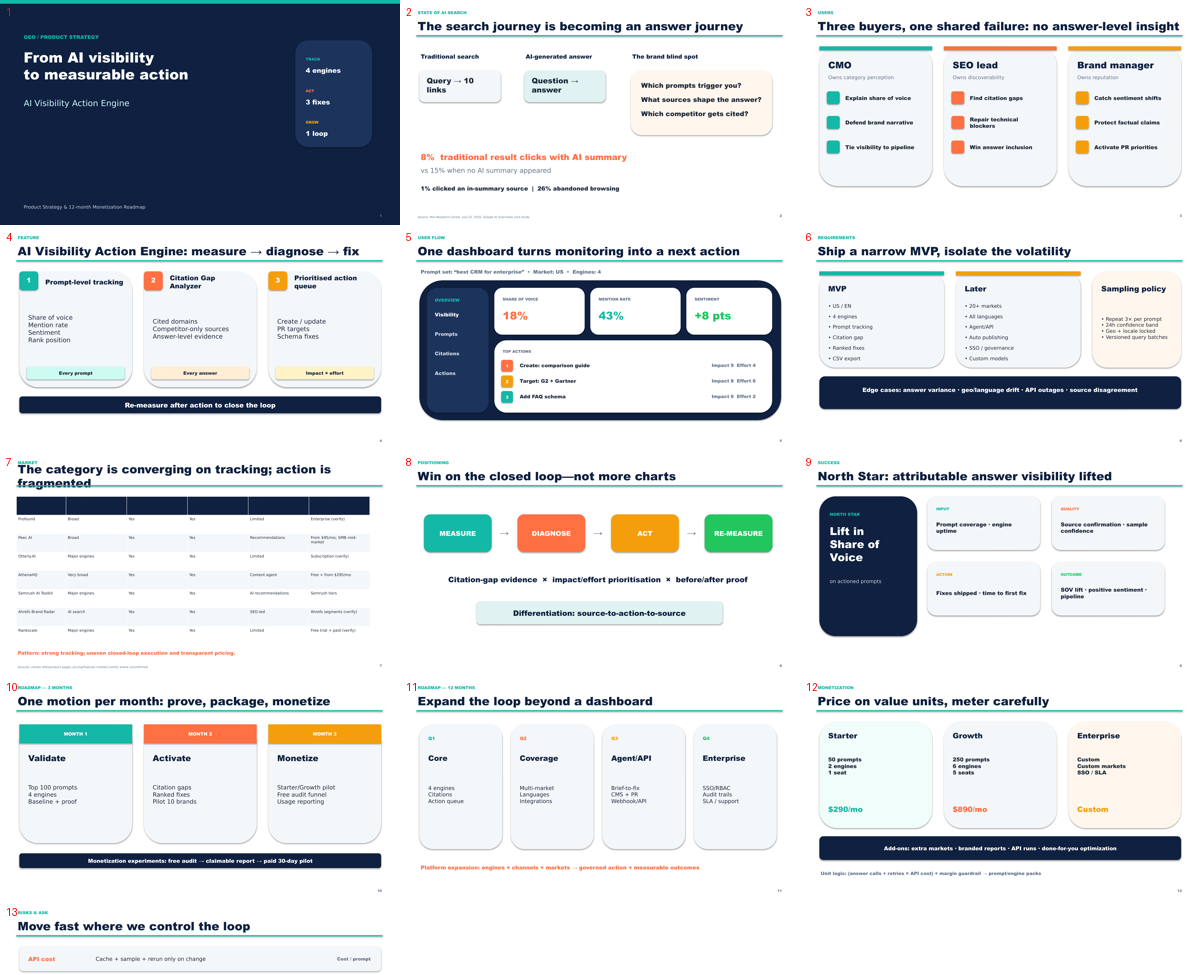 1
GEO / PRODUCT STRATEGY
From AI visibility
to measurable action
AI Visibility Action Engine
TRACK
4 engines
ACT
3 fixes
GROW
1 loop
Product Strategy & 12-month Monetization Roadmap
1
2
STATE OF AI SEARCH
The search journey is becoming an answer journey
Traditional search
Query → 10
links
AI-generated answer
Question →
answer
The brand blind spot
Which prompts trigger you?
What sources shape the answer?
Which competitor gets cited?
8% traditional result clicks with AI summary
vs 15% when no AI summary appeared
1% clicked an in-summary source | 26% abandoned browsing
2
3
USERS
Three buyers, one shared failure: no answer-level insight
CMO
Owns category perception
Explain share of voice
Defend brand narrative
Tie visibility to pipeline
SEO lead
Owns discoverability
Find citation gaps
Repair technical
blockers
Win answer inclusion
Brand manager
Owns reputation
Catch sentiment shifts
Protect factual claims
Activate PR priorities
3
4
FEATURE
AI Visibility Action Engine: measure → diagnose → fix
1
Prompt-level tracking
Share of voice
Mention rate
Sentiment
Rank position
Every prompt
2
Citation Gap
Analyzer
Cited domains
Competitor-only sources
Answer-level evidence
Every answer
3
Prioritised action
queue
Create / update
PR targets
Schema fixes
Impact × effort
Re-measure after action to close the loop
4
5
USER FLOW
One dashboard turns monitoring into a next action
Prompt set: “best CRM for enterprise” • Market: US • Engines: 4
OVERVIEW
Visibility
Prompts
Citations
Actions
SHARE OF VOICE
18%
MENTION RATE
43%
SENTIMENT
+8 pts
TOP ACTIONS
1
Create: comparison guide
Impact 9 Effort 4
2
Target: G2 + Gartner
3
Add FAQ schema
5
6
REQUIREMENTS
Ship a narrow MVP, isolate the volatility
MVP
• US / EN
• 4 engines
• Prompt tracking
• Citation gap
• Ranked fixes
• CSV export
Later
• 20+ markets
• All languages
• Agent/API
• Auto publishing
• SSO / governance
• Custom models
Sampling policy
• Repeat 3× per prompt
• 24h confidence band
• Geo + locale locked
• Versioned query batches
Edge cases: answer variance · geo/language drift · API outages · source disagreement
6
7
MARKET
The category is converging on tracking; action is
fragmented
Profound Broad Yes Yes Limited Enterprise (verify)
Peec AI Broad Yes Yes Recommendations From $95/mo; SMB-mid-
market
Otterly.AI Major engines Yes Yes Limited Subscription (verify)
AthenaHQ Very broad Yes Yes Content agent Free + from $295/mo
Semrush AI Toolkit Major engines Yes Yes AI recommendations Semrush tiers
Ahrefs Brand Radar AI search Yes Yes SEO-led Ahrefs segments (verify)
Rankscale Major engines Yes Yes Limited Free trial + paid (verify)
Pattern: strong tracking; uneven closed-loop execution and transparent pricing.
7
8
POSITIONING
Win on the closed loop—not more charts
MEASURE → DIAGNOSE → ACT → RE-MEASURE
Citation-gap evidence × impact/effort prioritisation × before/after proof
Differentiation: source-to-action-to-source
8
9
SUCCESS
North Star: attributable answer visibility lifted
NORTH STAR
Lift in
Share of
Voice
on actioned prompts
INPUT
Prompt coverage · engine
uptime
QUALITY
Source confirmation · sample
confidence
ACTION
Fixes shipped · time to first fix
OUTCOME
SOV lift · positive sentiment ·
pipeline
9
10
ROADMAP — 3 MONTHS
One motion per month: prove, package, monetize
MONTH 1
Validate
Top 100 prompts
4 engines
Baseline + proof
MONTH 2
Activate
Citation gaps
Ranked fixes
Pilot 10 brands
MONTH 3
Monetize
Starter/Growth pilot
Free audit funnel
Usage reporting
Monetization experiments: free audit → claimable report → paid 30-day pilot
10
11
ROADMAP — 12 MONTHS
Expand the loop beyond a dashboard
Q1
Core
4 engines
Citations
Action queue
Q2
Coverage
Multi-market
Languages
Integrations
Q3
Agent/API
Brief-to-fix
CMS + PR
Webhook/API
Q4
Enterprise
SSO/RBAC
Audit trails
SLA / support
Platform expansion: engines + channels + markets → governed action + measurable outcomes
11
12
MONETIZATION
Price on value units, meter carefully
Starter
50 prompts
2 engines
1 seat
$290/mo
Growth
250 prompts
6 engines
5 seats
$890/mo
Enterprise
Custom
Custom markets
SSO / SLA
Custom
Add-ons: extra markets · branded reports · API runs · done-for-you optimization
Unit logic: (answer calls + retries × API cost) + margin guardrail → prompt/engine packs
12
13
RISKS & ASK
Move fast where we control the loop
API cost
Cache + sample + rerun only on change
Cost / prompt